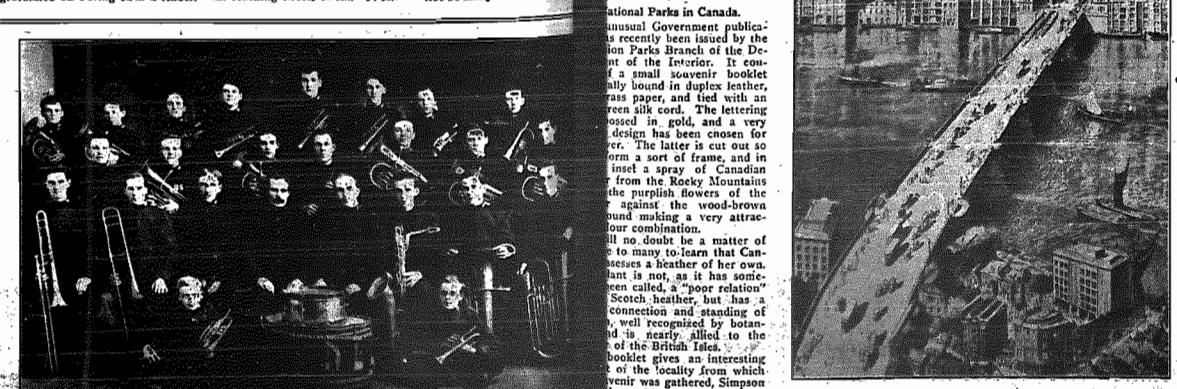 ational Parks in Canada.
unusual Government publica-
s recently been issued by the
ion Parks Branch of the De-
nt of the Interior. It con-
f a small souvenir booklet
ally bound in duplex leather,
rass paper, and tied with an
reen silk cord. The lettering
ossed in gold, and a very
design has been chosen for
er. The latter is cut out so
orm a sort of frame, and in
inset a spray of Canadian
r from the Rocky Mountains
the purplish flowers of the
r against the wood-brown
ound making a very attrac-
lour combination.
ill no doubt be a matter of
e to many to learn that Can-
ssesses a heather of her own.
lant is not, as it has some-
een called, a "poor relation"
Scotch heather, but has a
connection and standing of
, well recognized by botan-
nd is nearly allied to the
of the British Isles.
booklet gives an interesting
t of the locality from which
venir was gathered, Simpson